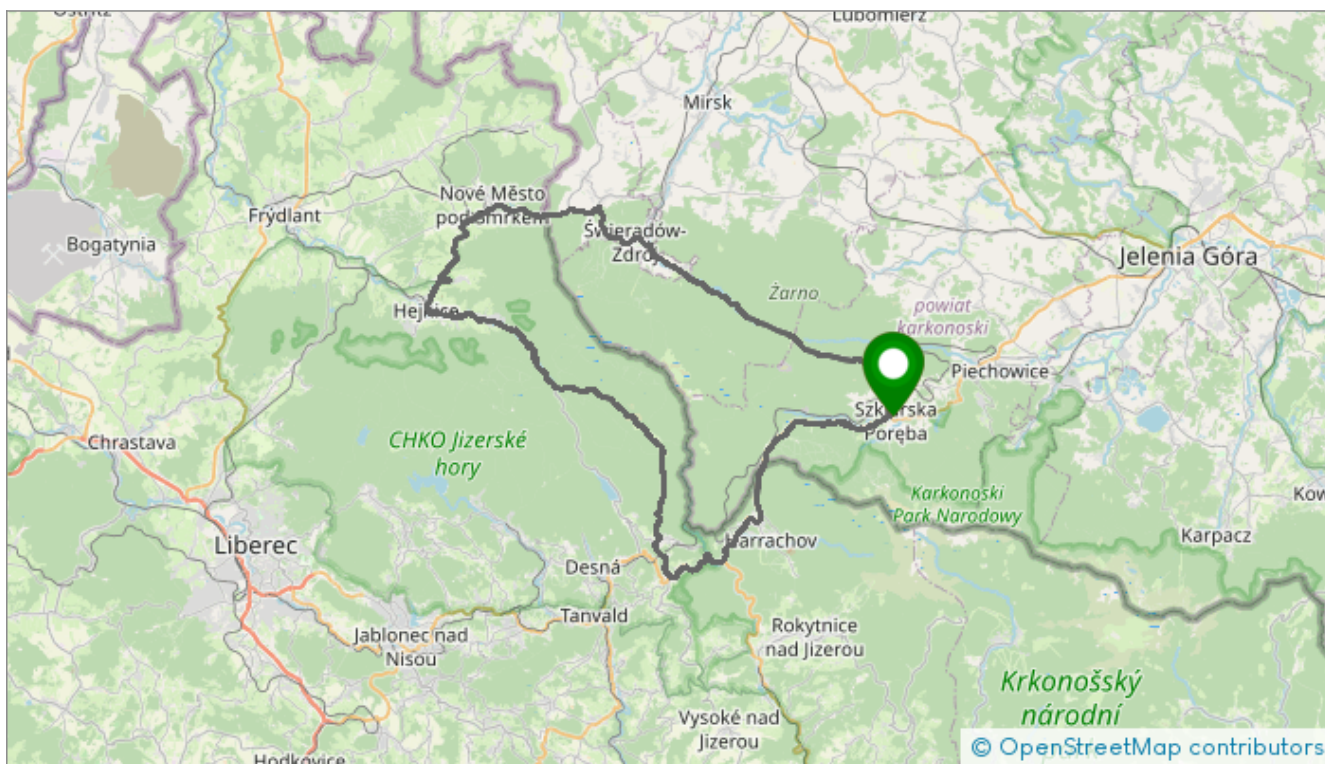 Lubomierz
Mirsk
Nové Město
pod Smrkem
Frýdlant
Bogatynia
Świeradów-
Zdrój
Jelenia Góra
Żarno
powiat
karkonoski
Hejnice
Piechowice
Szklarska
Poręba
Chrastava
CHKO Jizerské
hory
Karkonoski
Park Narodowy
Kow
Karpacz
Liberec
Harrachov
Desná
Tanvald
Jablonec nad
Nisou
Rokytnice
nad Jizerou
Krkonošský
národní
Vysoké nad
Jizerou
Hodkovice
© OpenStreetMap contributors